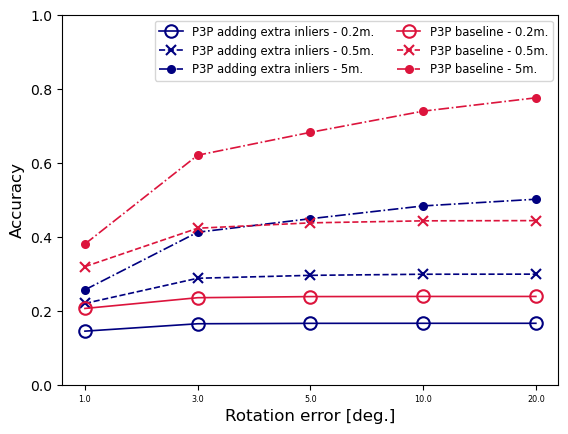 1.0
P3P adding extra inliers - 0.2m.
P3P adding extra inliers - 0.5m.
P3P adding extra inliers - 5m.
P3P baseline - 0.2m.
P3P baseline - 0.5m.
P3P baseline - 5m.
0.8
0.6
0.4
0.2
0.0
Accuracy
1.0 3.0 5.0 10.0 20.0
Rotation error [deg.]